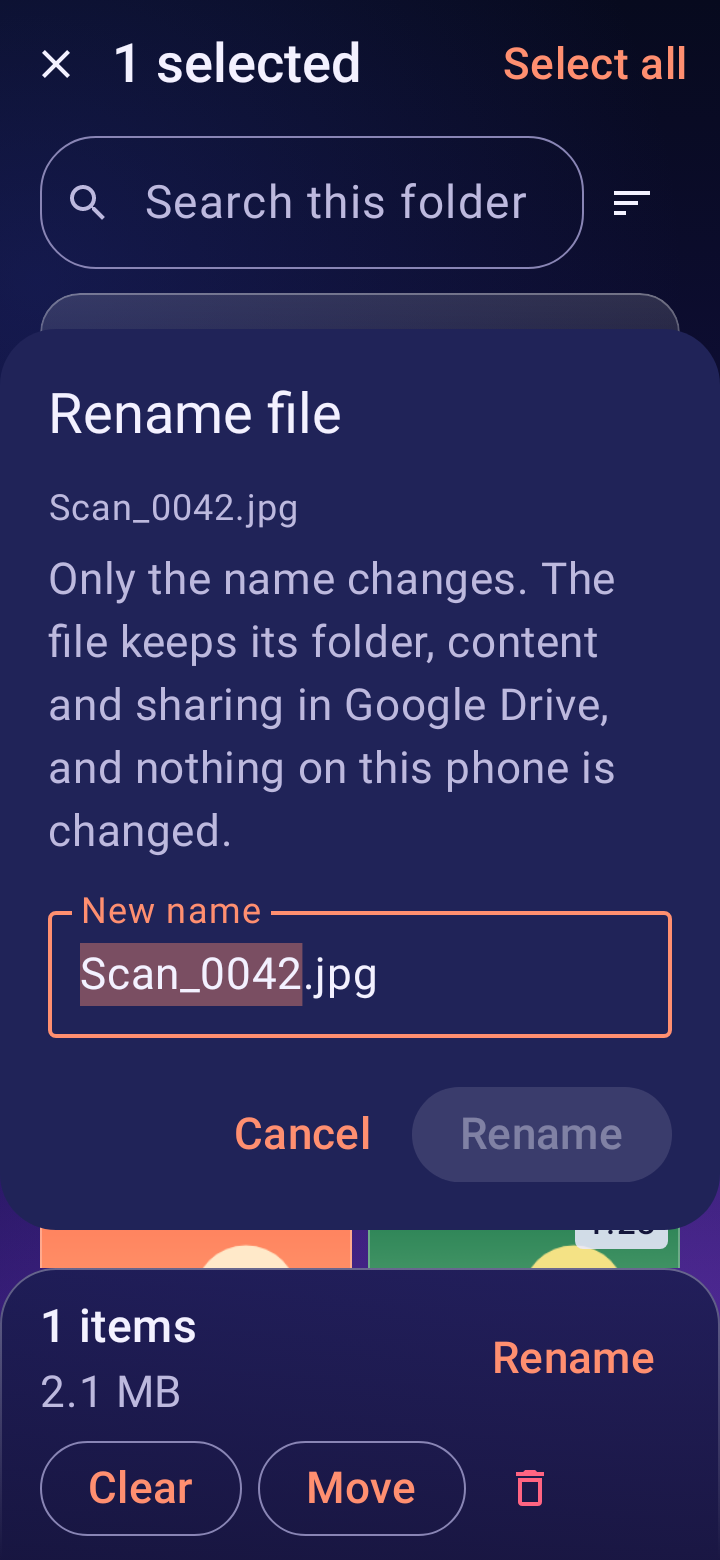 1 selected
Select all
Search this folder
Rename file
Scan_0042.jpg
Only the name changes. The
file keeps its folder, content
and sharing in Google Drive,
and nothing on this phone is
changed.
New name
Scan_0042.jpg
Cancel
Rename
1 items
2.1 MB
Rename
Clear
Move